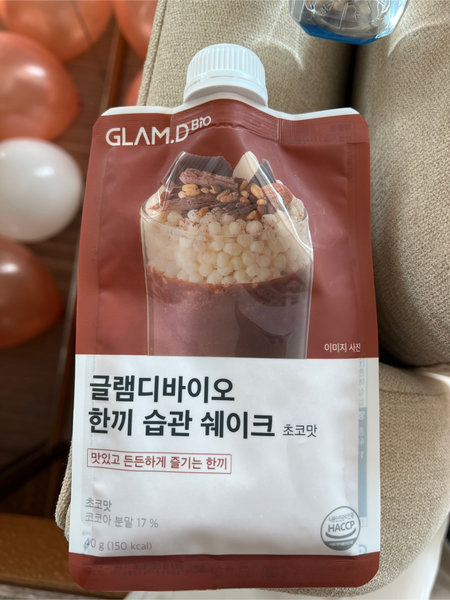 GLAM.D Bio
이미지 사진
글램디바이오
한끼 습관 쉐이크 초코맛
맛있고 든든하게 즐기는 한끼
초코맛
코코아 분말 17 %
40 g (150 kcal)
HACCP